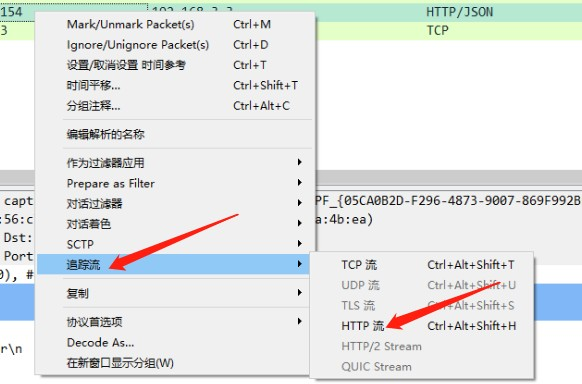 154 192.168.3.3 HTTP/JSON
3 TCP
Mark/Unmark Packet(s) Ctrl+M
Ignore/Unignore Packet(s) Ctrl+D
设置/取消设置 时间参考 Ctrl+T
时间平移... Ctrl+Shift+T
分组注释... Ctrl+Alt+C
编辑解析的名称
作为过滤器应用
Prepare as Filter
capt PF_{05CA0B2D-F296-4873-9007-869F992B
对话过滤器
:56:c a:4b:ea)
对话着色
Dst:
SCTP
Port
追踪流
0), #
TCP 流 Ctrl+Alt+Shift+T
UDP 流 Ctrl+Alt+Shift+U
复制
TLS 流 Ctrl+Alt+Shift+S
协议首选项
HTTP 流 Ctrl+Alt+Shift+H
Decode As...
r\n
HTTP/2 Stream
在新窗口显示分组(W)
QUIC Stream